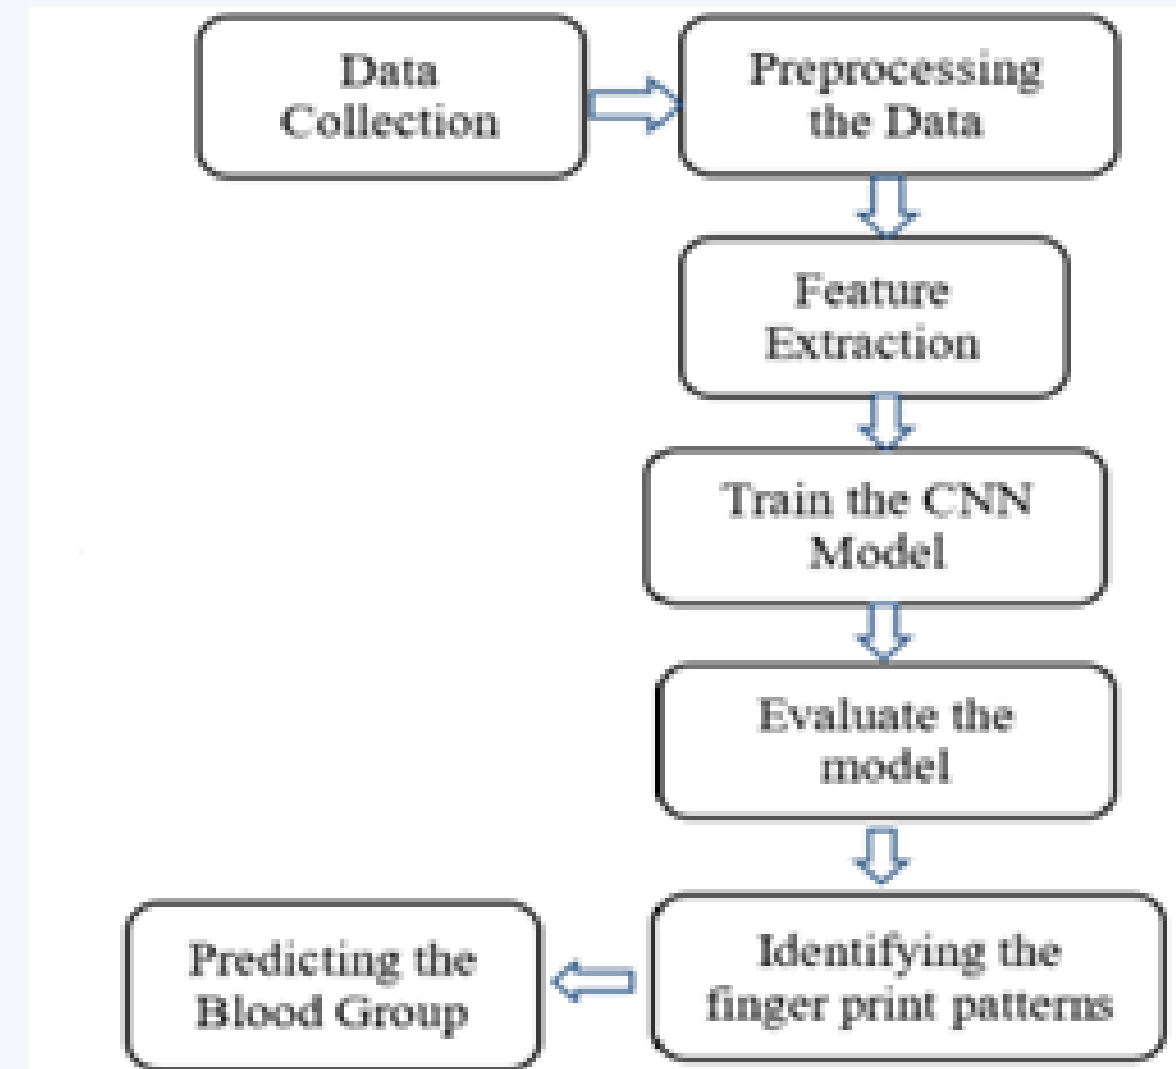 Data
Collection
Preprocessing
the Data
Feature
Extraction
Train the CNN
Model
Evaluate the
model
Identifying the
finger print patterns
Predicting the
Blood Group